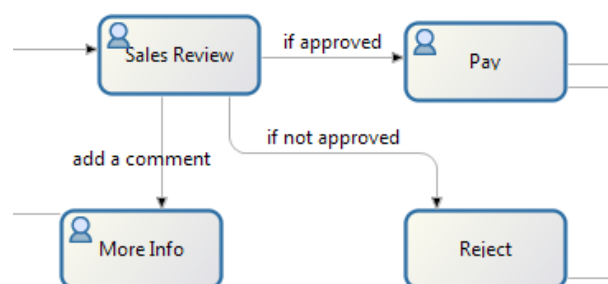 Sales Review
if approved
Pay
if not approved
add a comment
More Info
Reject